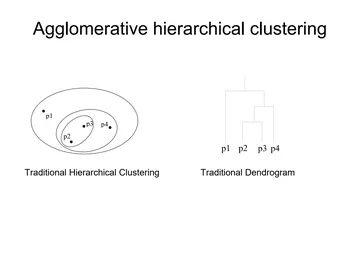 Agglomerative hierarchical clustering
p1
p3 p4
p2
p1 p2 p3 p4
Traditional Hierarchical Clustering
Traditional Dendrogram